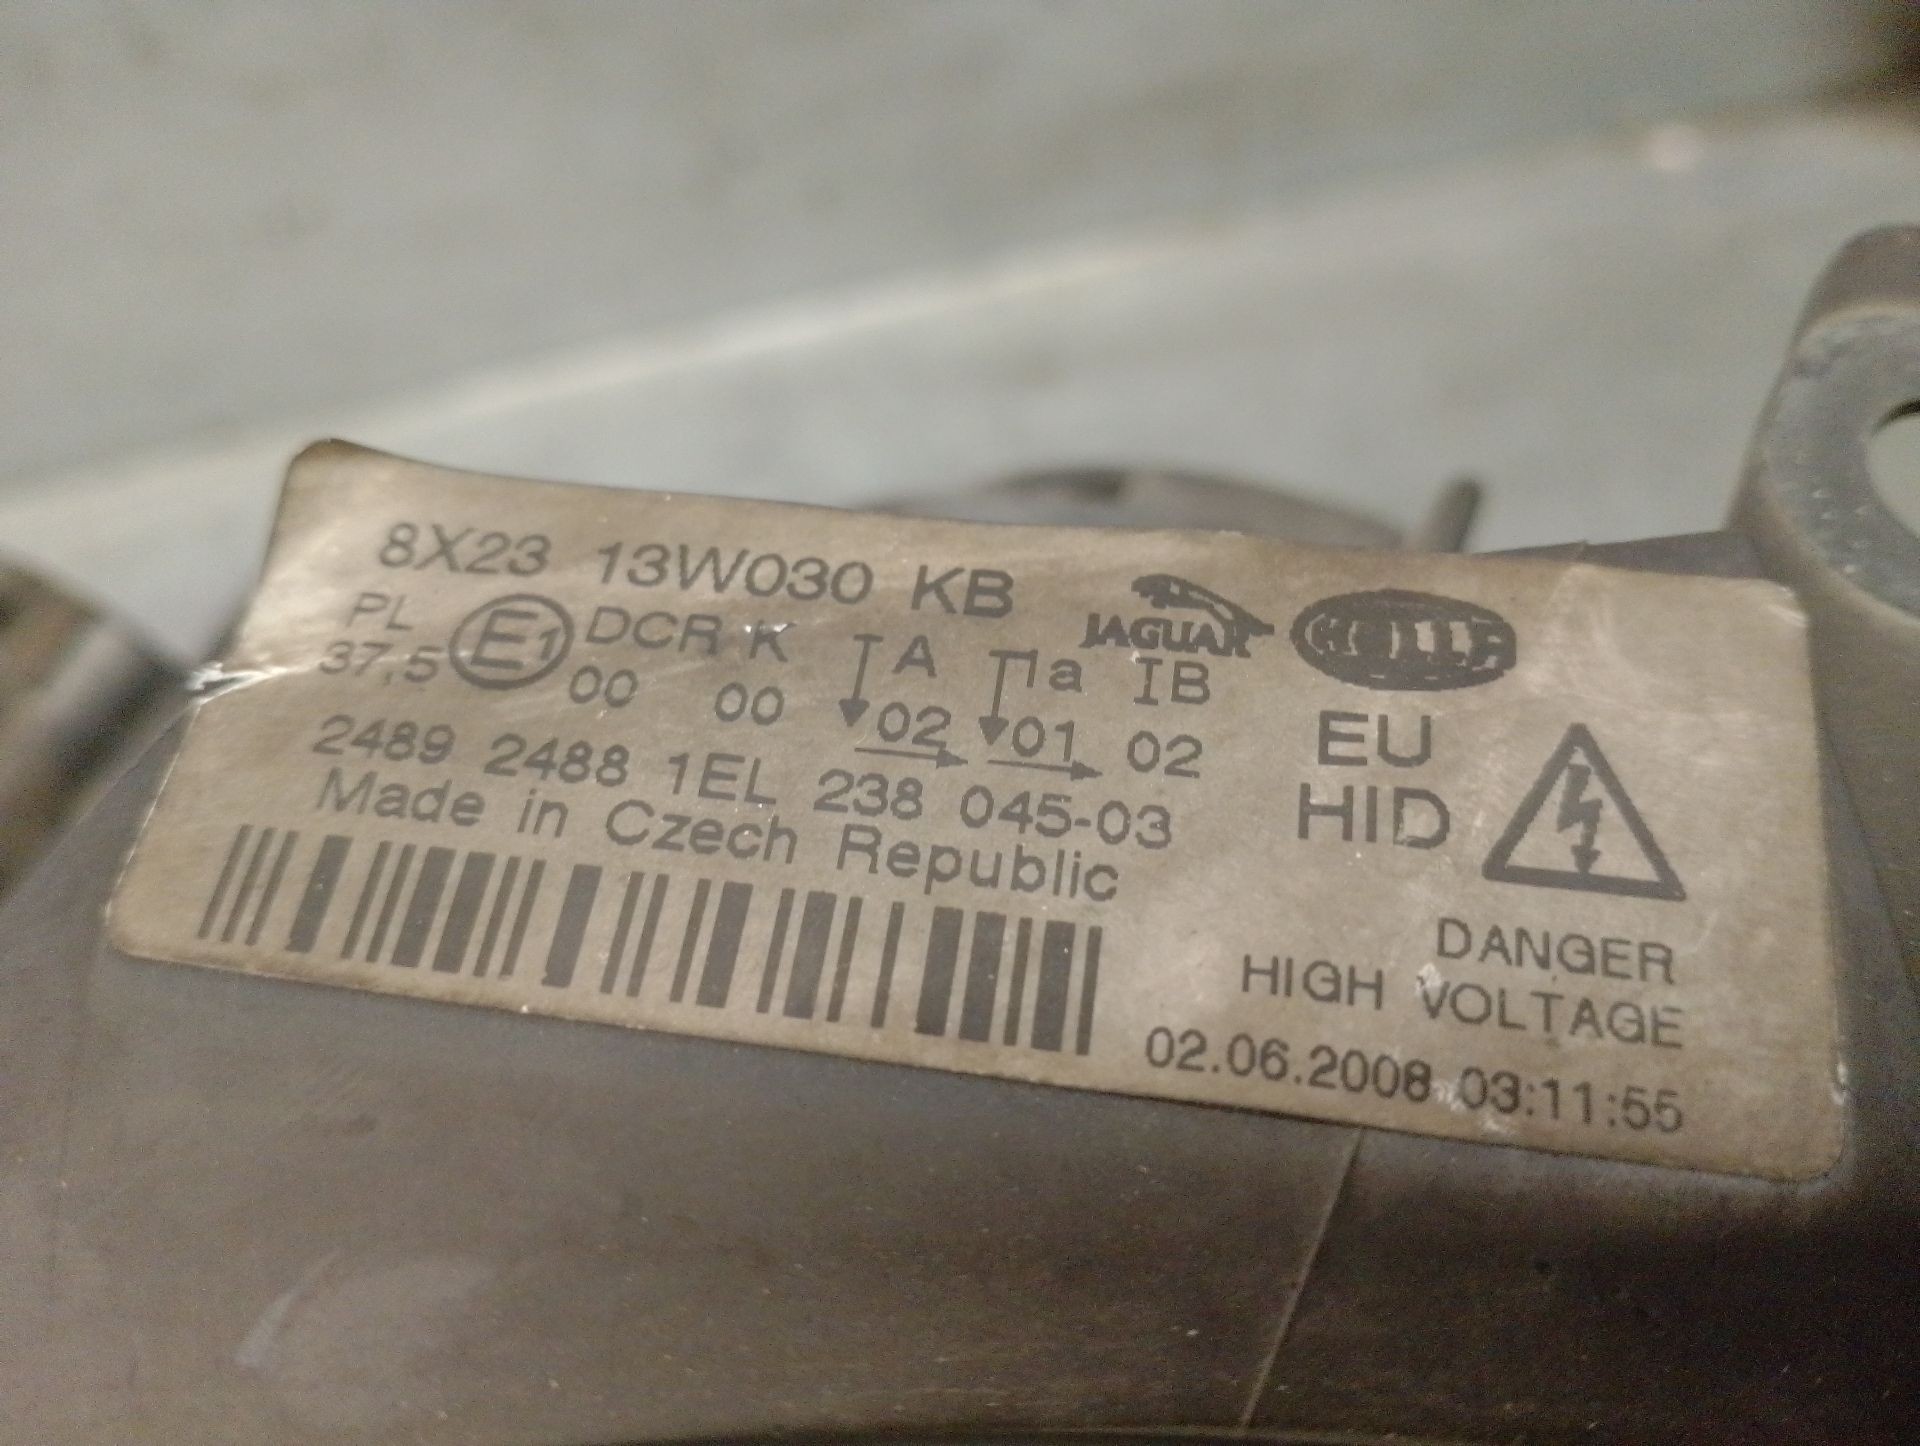 8X23 13W030 KB
JAGUAR HELLA
PL E1 DCR K A 1a IB
37,5 00 00 02 01 02
2489 2488 1EL 238 045-03
Made in Czech Republic
EU
HID
DANGER
HIGH VOLTAGE
02.06.2008 03:11:55